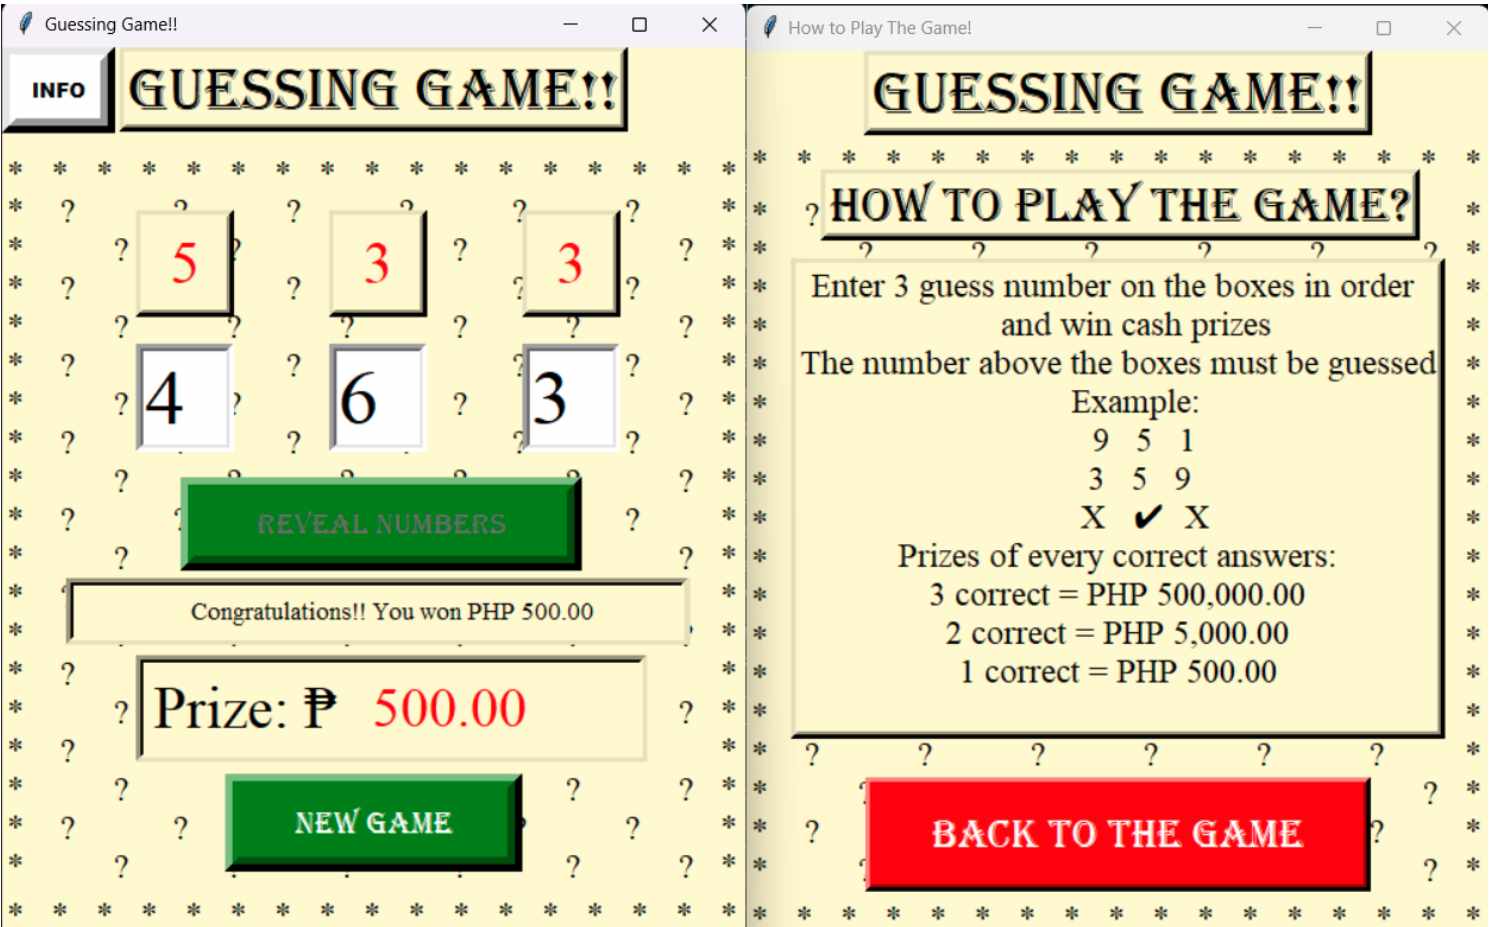 Guessing Game!!
INFO
GUESSING GAME!!
5 3 3
4 6 3
REVEAL NUMBERS
Congratulations!! You won PHP 500.00
Prize: ₱ 500.00
NEW GAME
How to Play The Game!
GUESSING GAME!!
HOW TO PLAY THE GAME?
Enter 3 guess number on the boxes in order
and win cash prizes
The number above the boxes must be guessed
Example:
9 5 1
3 5 9
X ✔ X
Prizes of every correct answers:
3 correct = PHP 500,000.00
2 correct = PHP 5,000.00
1 correct = PHP 500.00
BACK TO THE GAME